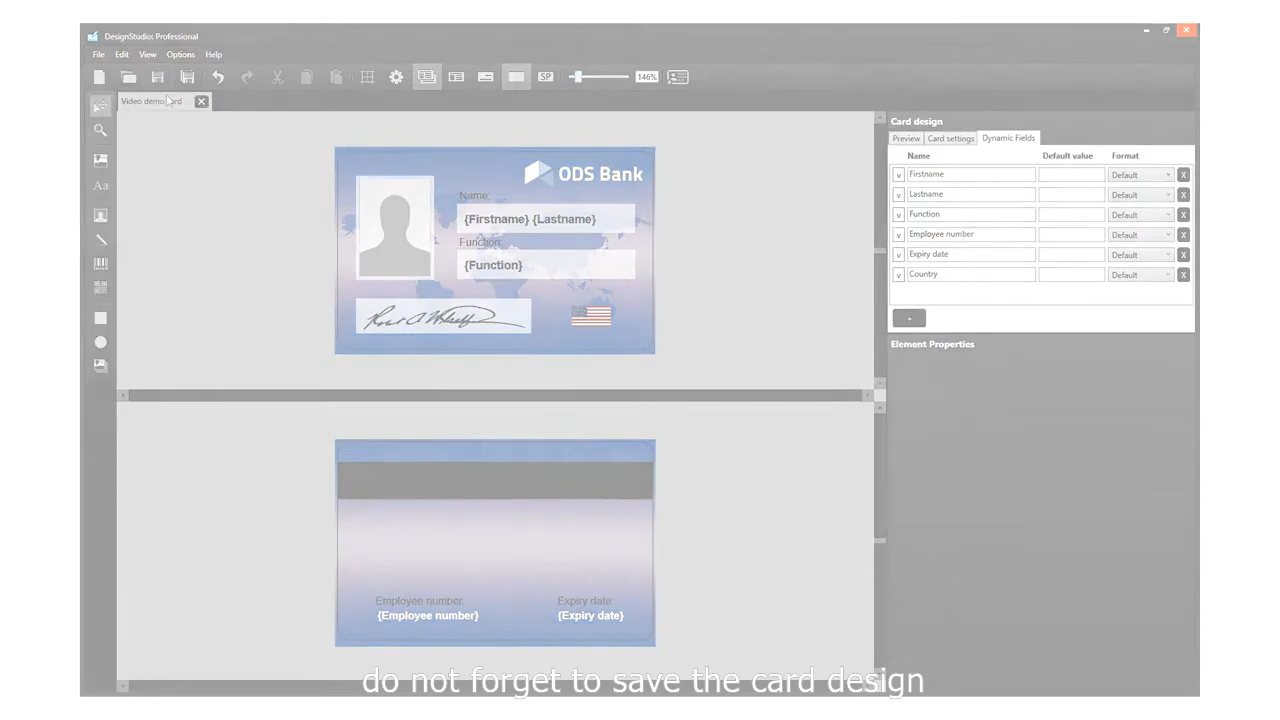 DesignStudio: Professional
File Edit View Options Help
SP 146%
Video demo card X
ODS Bank
Name:
{Firstname} {Lastname}
Function:
{Function}
Employee number:
{Employee number}
Expiry date:
{Expiry date}
Card design
Preview Card settings Dynamic Fields
Name Default value Format
v Firstname Default X
v Lastname Default X
v Function Default X
v Employee number Default X
v Expiry date Default X
v Country Default X
+
Element Properties
Aa
do not forget to save the card design